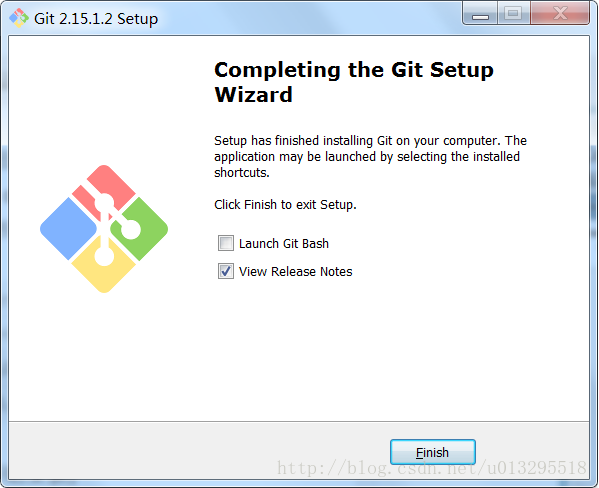 Git 2.15.1.2 Setup
Completing the Git Setup
Wizard
Setup has finished installing Git on your computer. The
application may be launched by selecting the installed
shortcuts.
Click Finish to exit Setup.
Launch Git Bash
View Release Notes
Finish
http://blog.csdn.net/u013295518